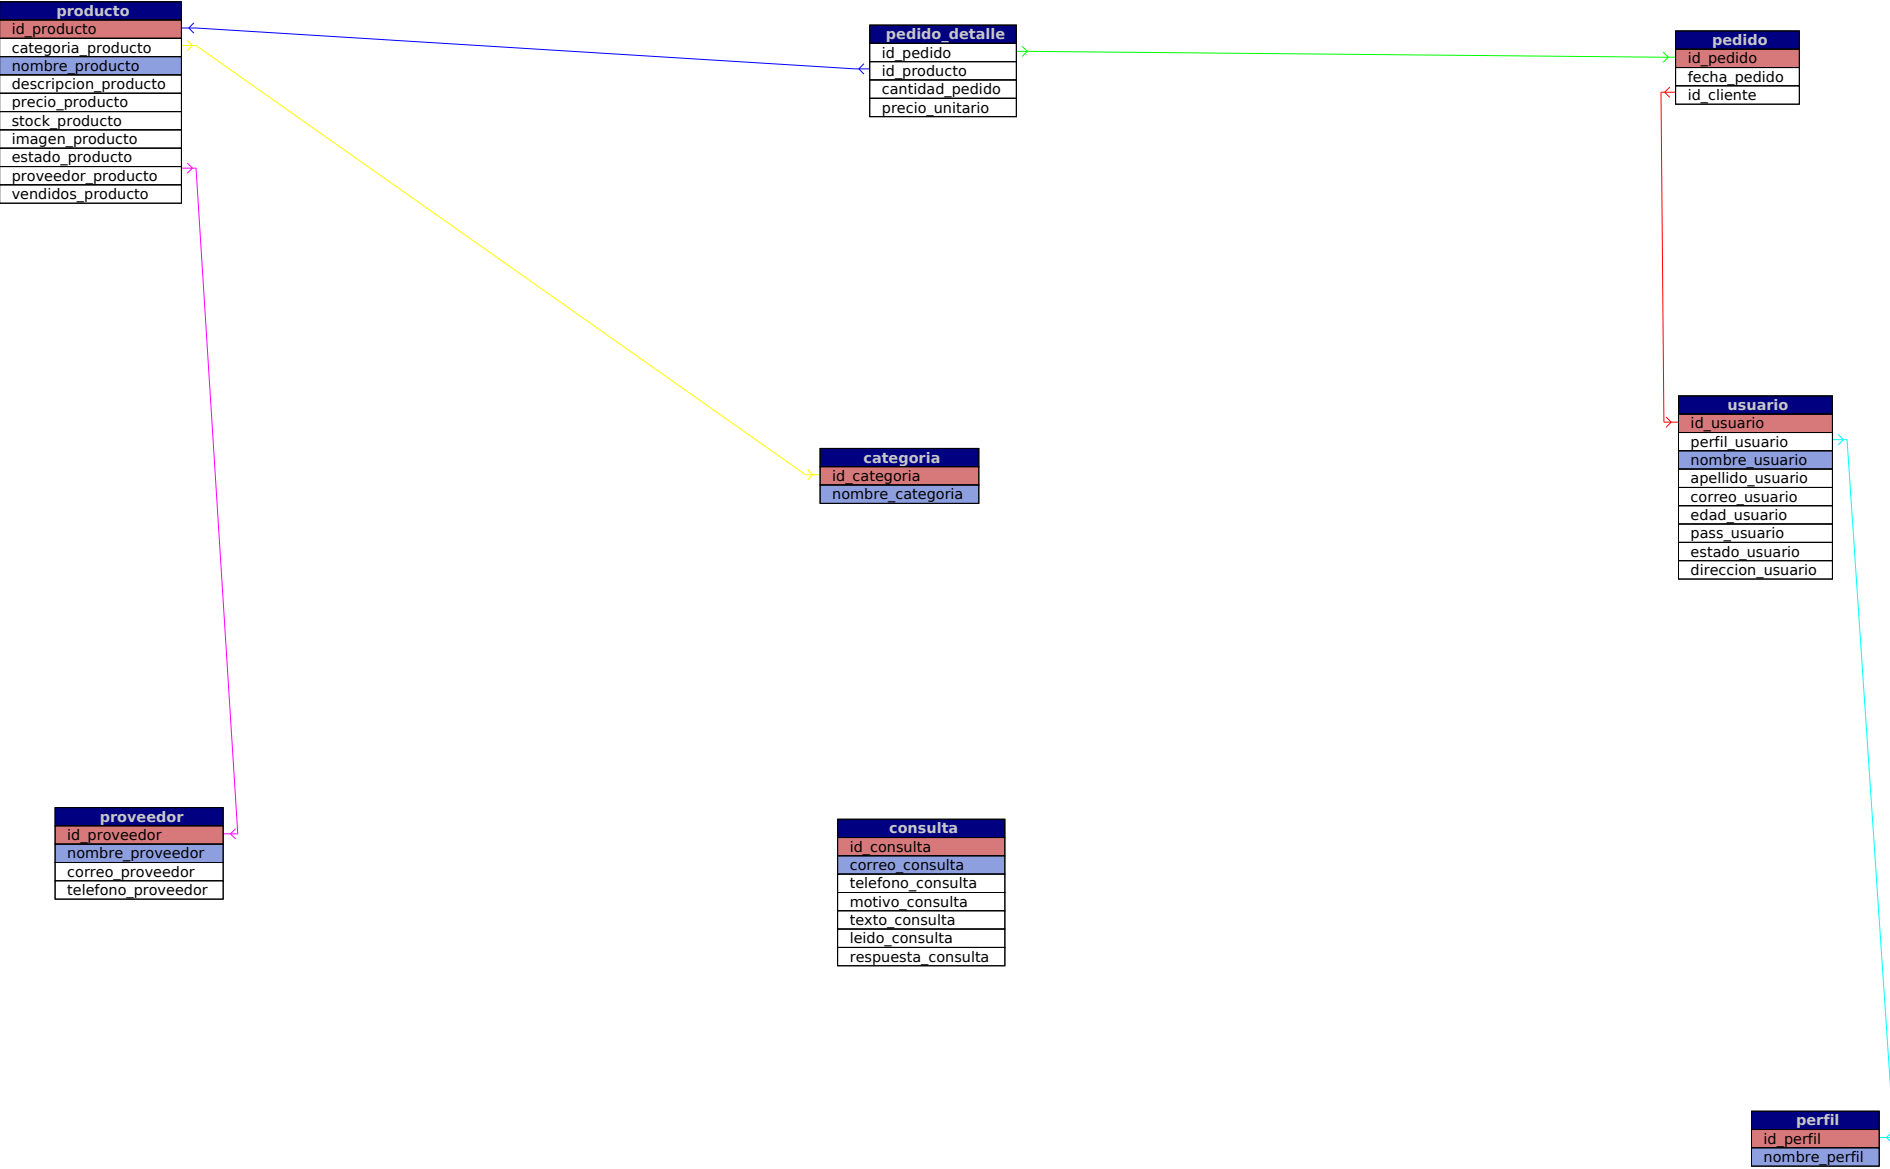 producto
id_producto
categoria_producto
nombre_producto
descripcion_producto
precio_producto
stock_producto
imagen_producto
estado_producto
proveedor_producto
vendidos_producto
pedido_detalle
id_pedido
id_producto
cantidad_pedido
precio_unitario
pedido
id_pedido
fecha_pedido
id_cliente
categoria
id_categoria
nombre_categoria
usuario
id_usuario
perfil_usuario
nombre_usuario
apellido_usuario
correo_usuario
edad_usuario
pass_usuario
estado_usuario
direccion_usuario
proveedor
id_proveedor
nombre_proveedor
correo_proveedor
telefono_proveedor
consulta
id_consulta
correo_consulta
telefono_consulta
motivo_consulta
texto_consulta
leido_consulta
respuesta_consulta
perfil
id_perfil
nombre_perfil